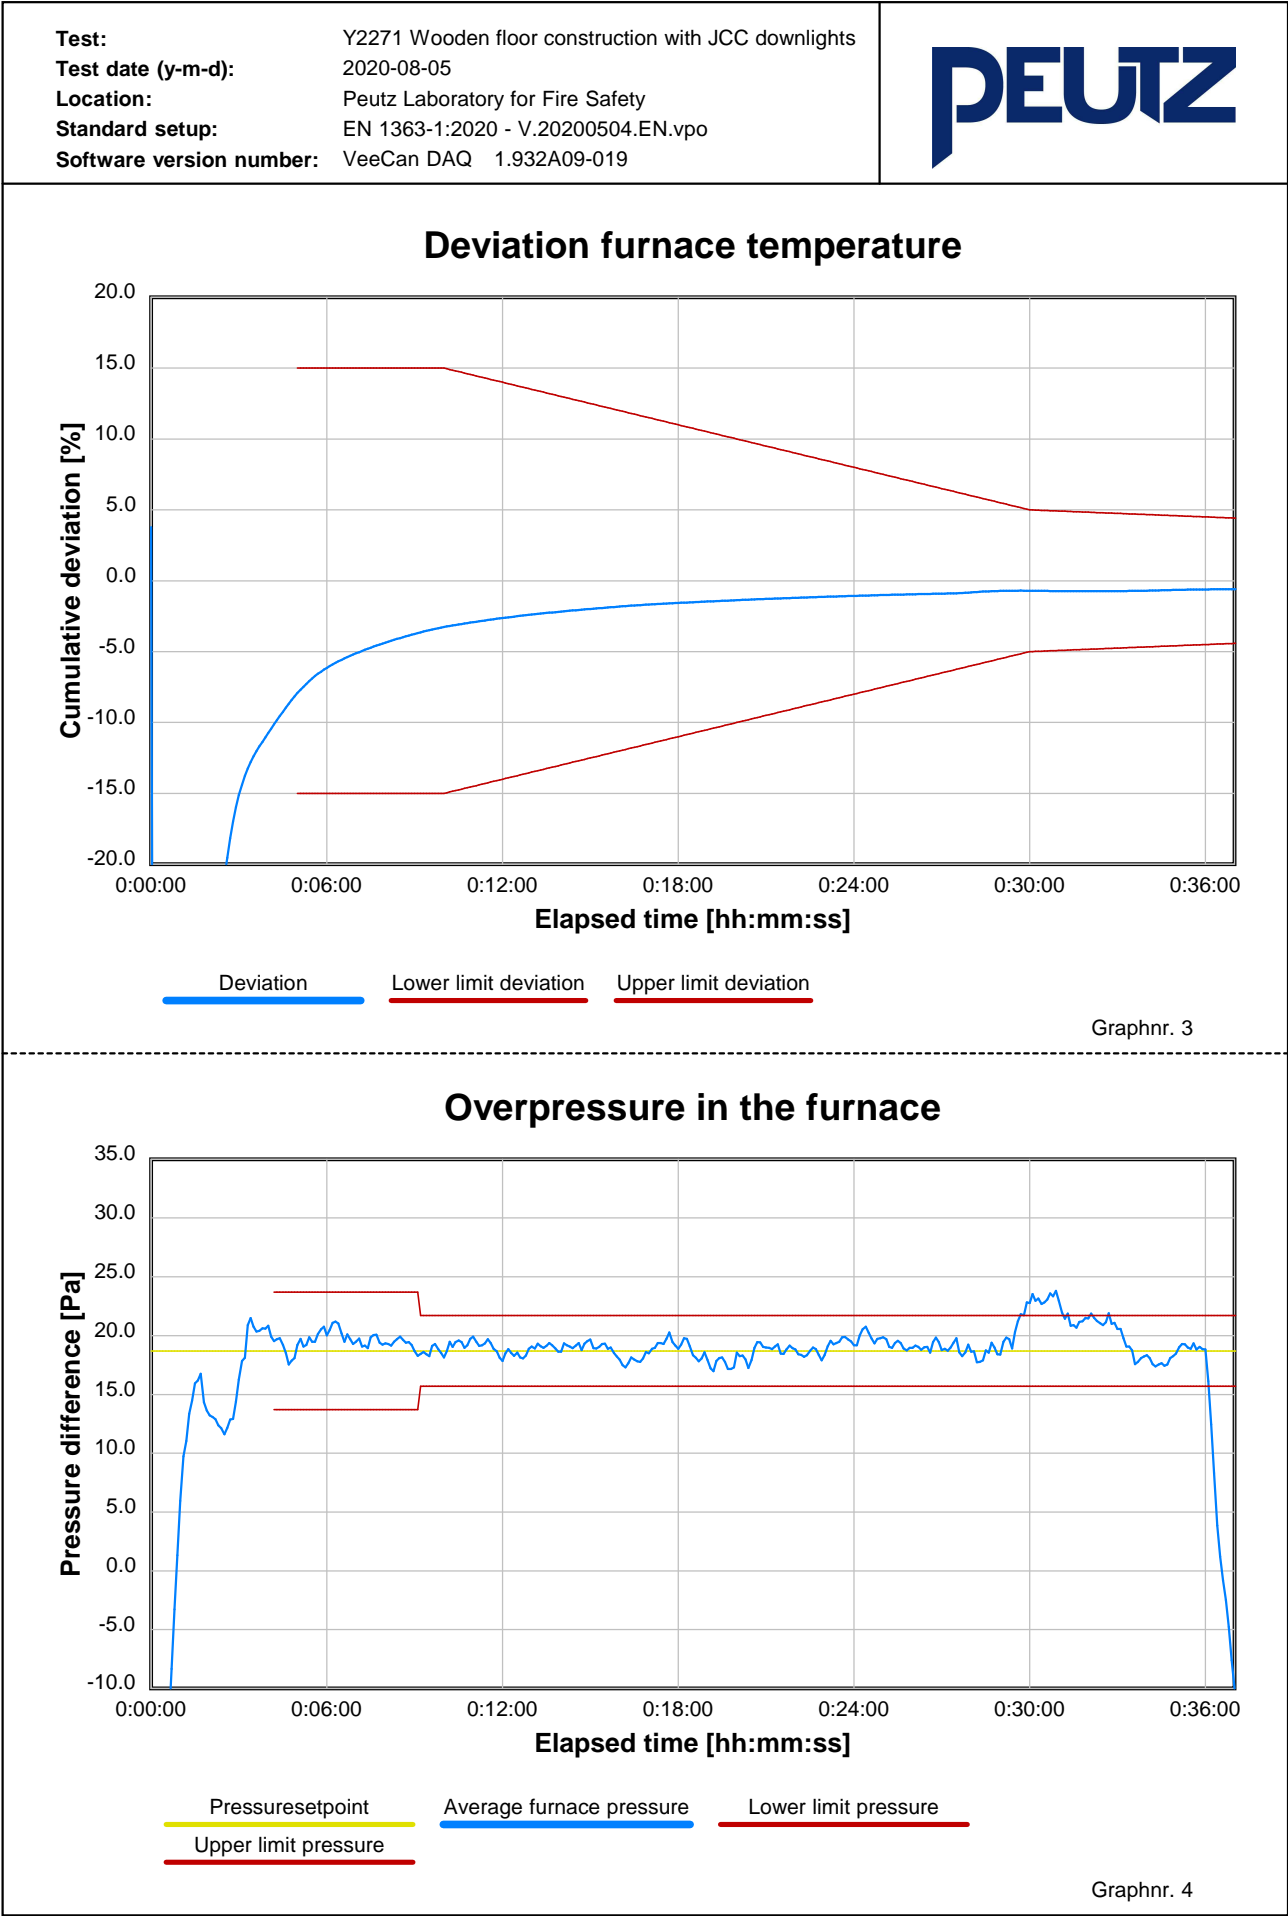 Test: Y2271 Wooden floor construction with JCC downlights
Test date (y-m-d): 2020-08-05
Location: Peutz Laboratory for Fire Safety
Standard setup: EN 1363-1:2020 - V.20200504.EN.vpo
Software version number: VeeCan DAQ 1.932A09-019
PEUTZ
Deviation furnace temperature
20.0
15.0
10.0
5.0
0.0
-5.0
-10.0
-15.0
-20.0
Cumulative deviation [%]
0:00:00 0:06:00 0:12:00 0:18:00 0:24:00 0:30:00 0:36:00
Elapsed time [hh:mm:ss]
Deviation Lower limit deviation Upper limit deviation
Graphnr. 3
Overpressure in the furnace
35.0
30.0
25.0
20.0
15.0
10.0
5.0
0.0
-5.0
-10.0
Pressure difference [Pa]
0:00:00 0:06:00 0:12:00 0:18:00 0:24:00 0:30:00 0:36:00
Elapsed time [hh:mm:ss]
Pressuresetpoint Average furnace pressure Lower limit pressure
Upper limit pressure
Graphnr. 4